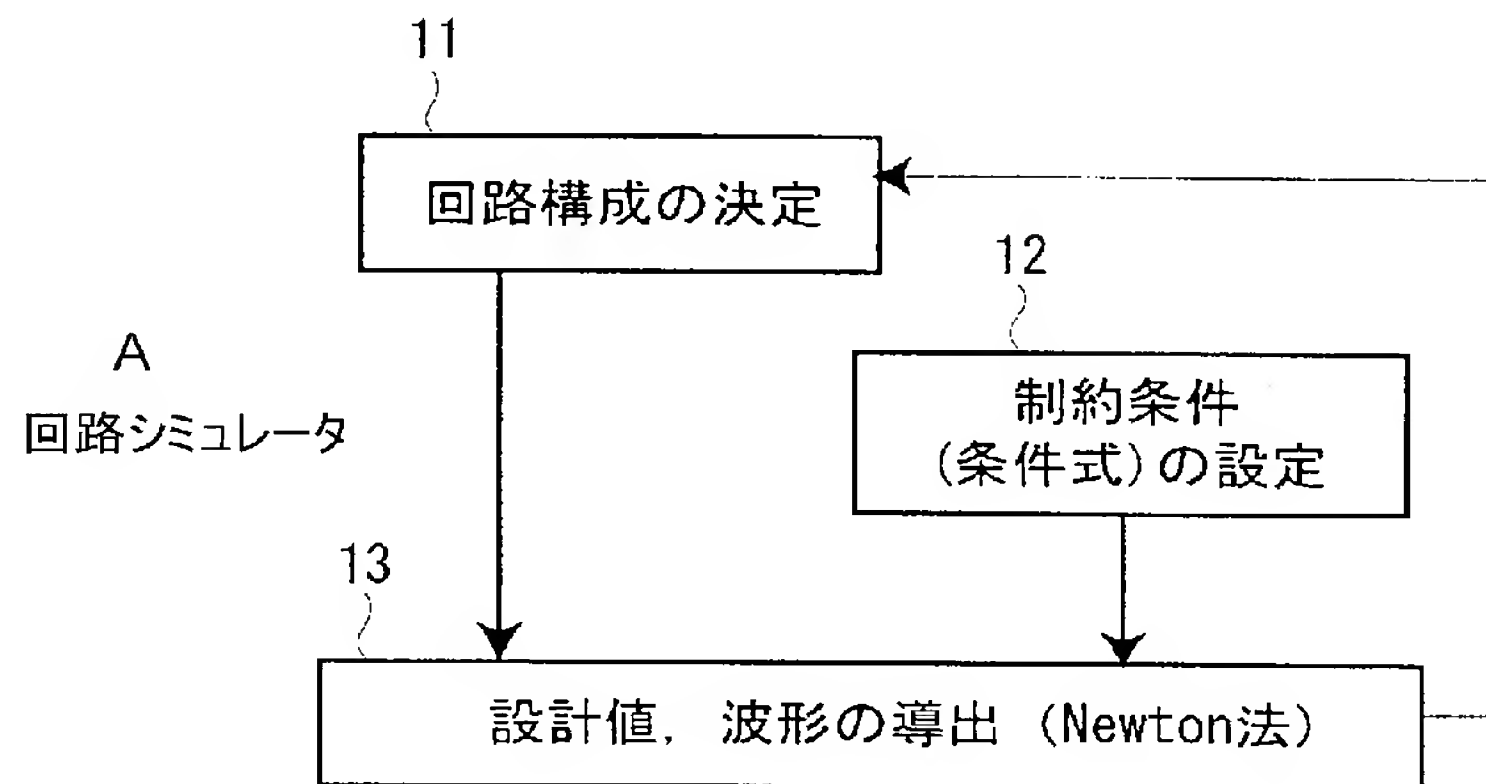 11
回路構成の決定
12
A
回路シミュレータ
制約条件
(条件式)の設定
13
設計値, 波形の導出 (Newton法)